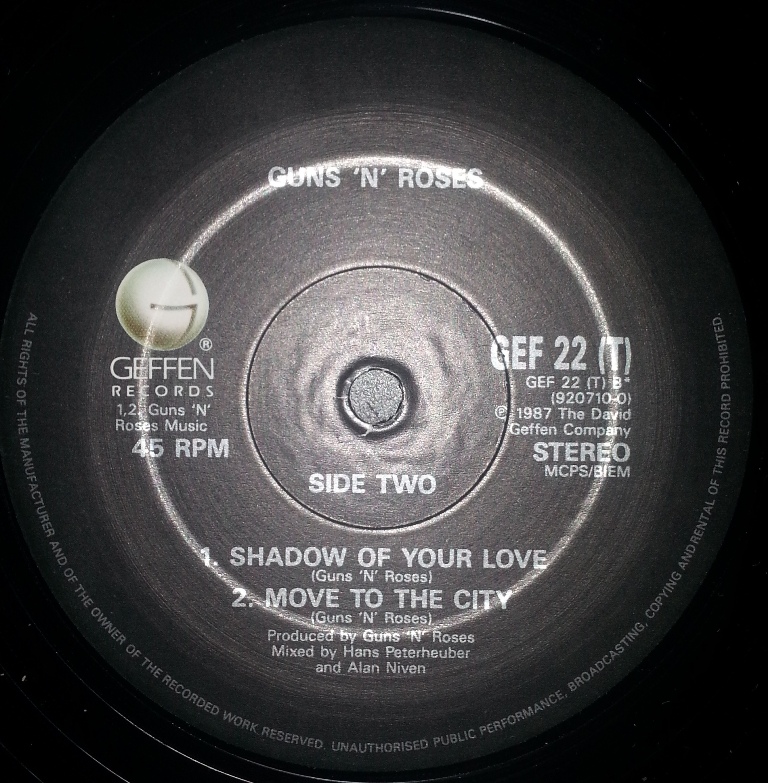 GUNS 'N' ROSES
G
®
GEFFEN
RECORDS
1,2. Guns 'N'
Roses Music
45 RPM
GEF 22 (T)
GEF 22 (T) B*
(920710-0)
℗ 1987 The David
Geffen Company
STEREO
MCPS/BIEM
SIDE TWO
1. SHADOW OF YOUR LOVE
(Guns 'N' Roses)
2. MOVE TO THE CITY
(Guns 'N' Roses)
Produced by Guns 'N' Roses
Mixed by Hans Peterheuber
and Alan Niven
ALL RIGHTS OF THE MANUFACTURER AND OF THE OWNER OF THE RECORDED WORK RESERVED. UNAUTHORISED PUBLIC PERFORMANCE, BROADCASTING, COPYING AND RENTAL OF THIS RECORD PROHIBITED.